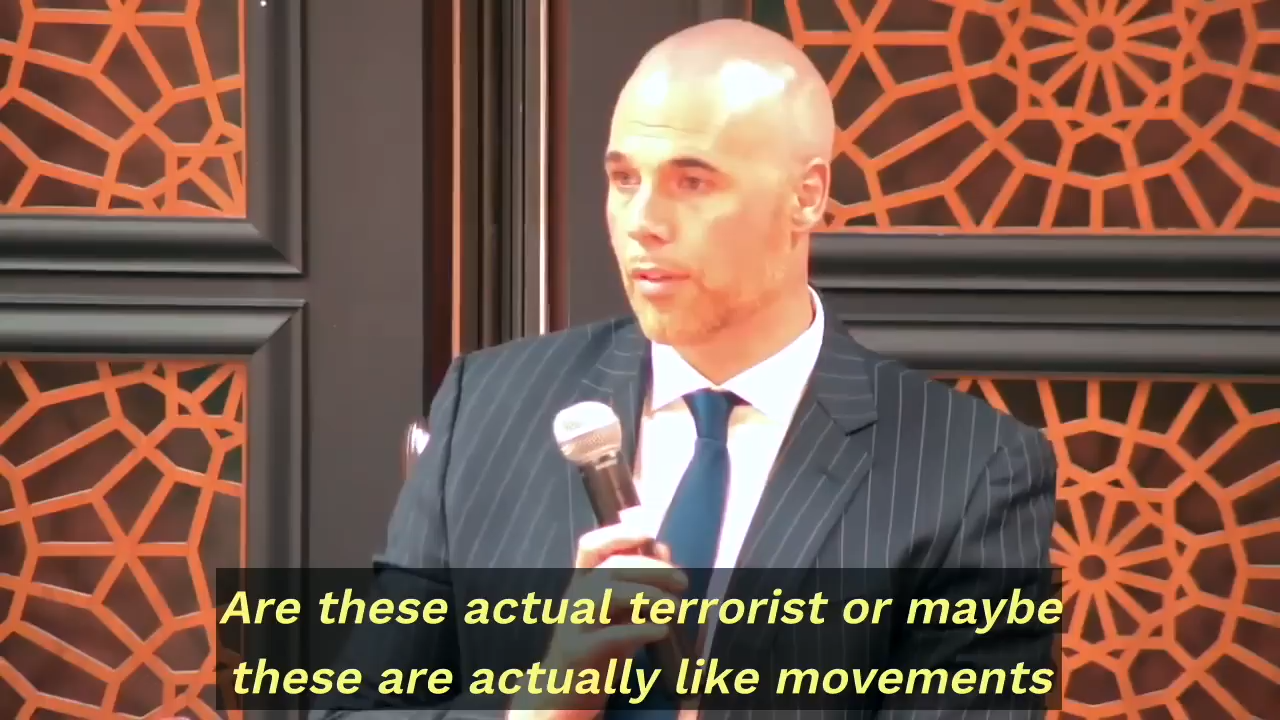 Are these actual terrorist or maybe
these are actually like movements